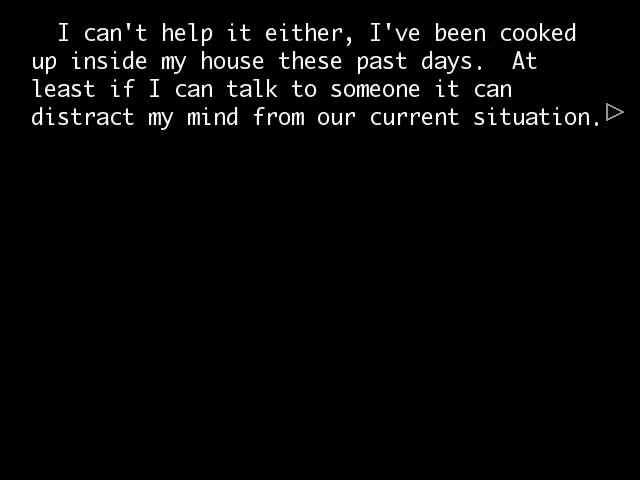 I can't help it either, I've been cooked
up inside my house these past days.  At
least if I can talk to someone it can
distract my mind from our current situation.